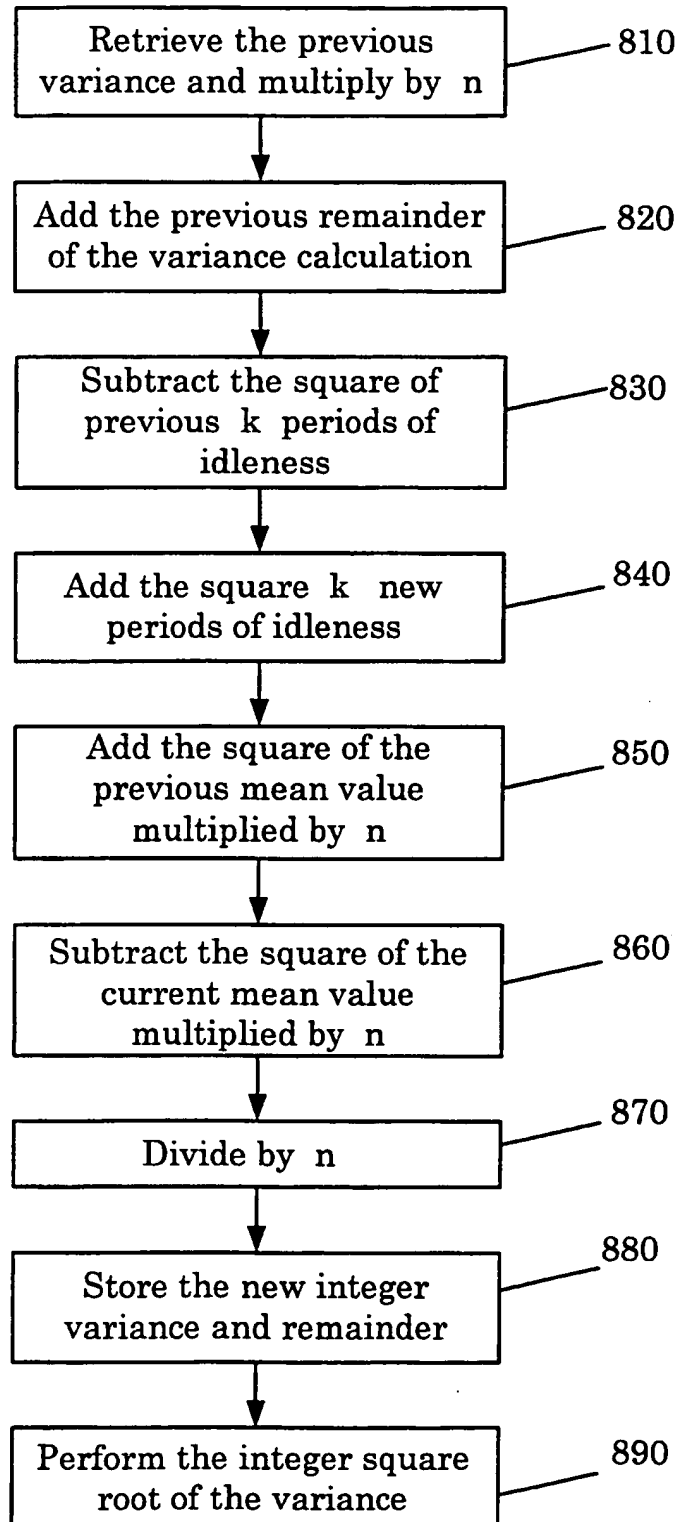 Retrieve the previous
variance and multiply by n
810
Add the previous remainder
of the variance calculation
820
Subtract the square of
previous k periods of
idleness
830
Add the square k new
periods of idleness
840
Add the square of the
previous mean value
multiplied by n
850
Subtract the square of the
current mean value
multiplied by n
860
Divide by n
870
Store the new integer
variance and remainder
880
Perform the integer square
root of the variance
890